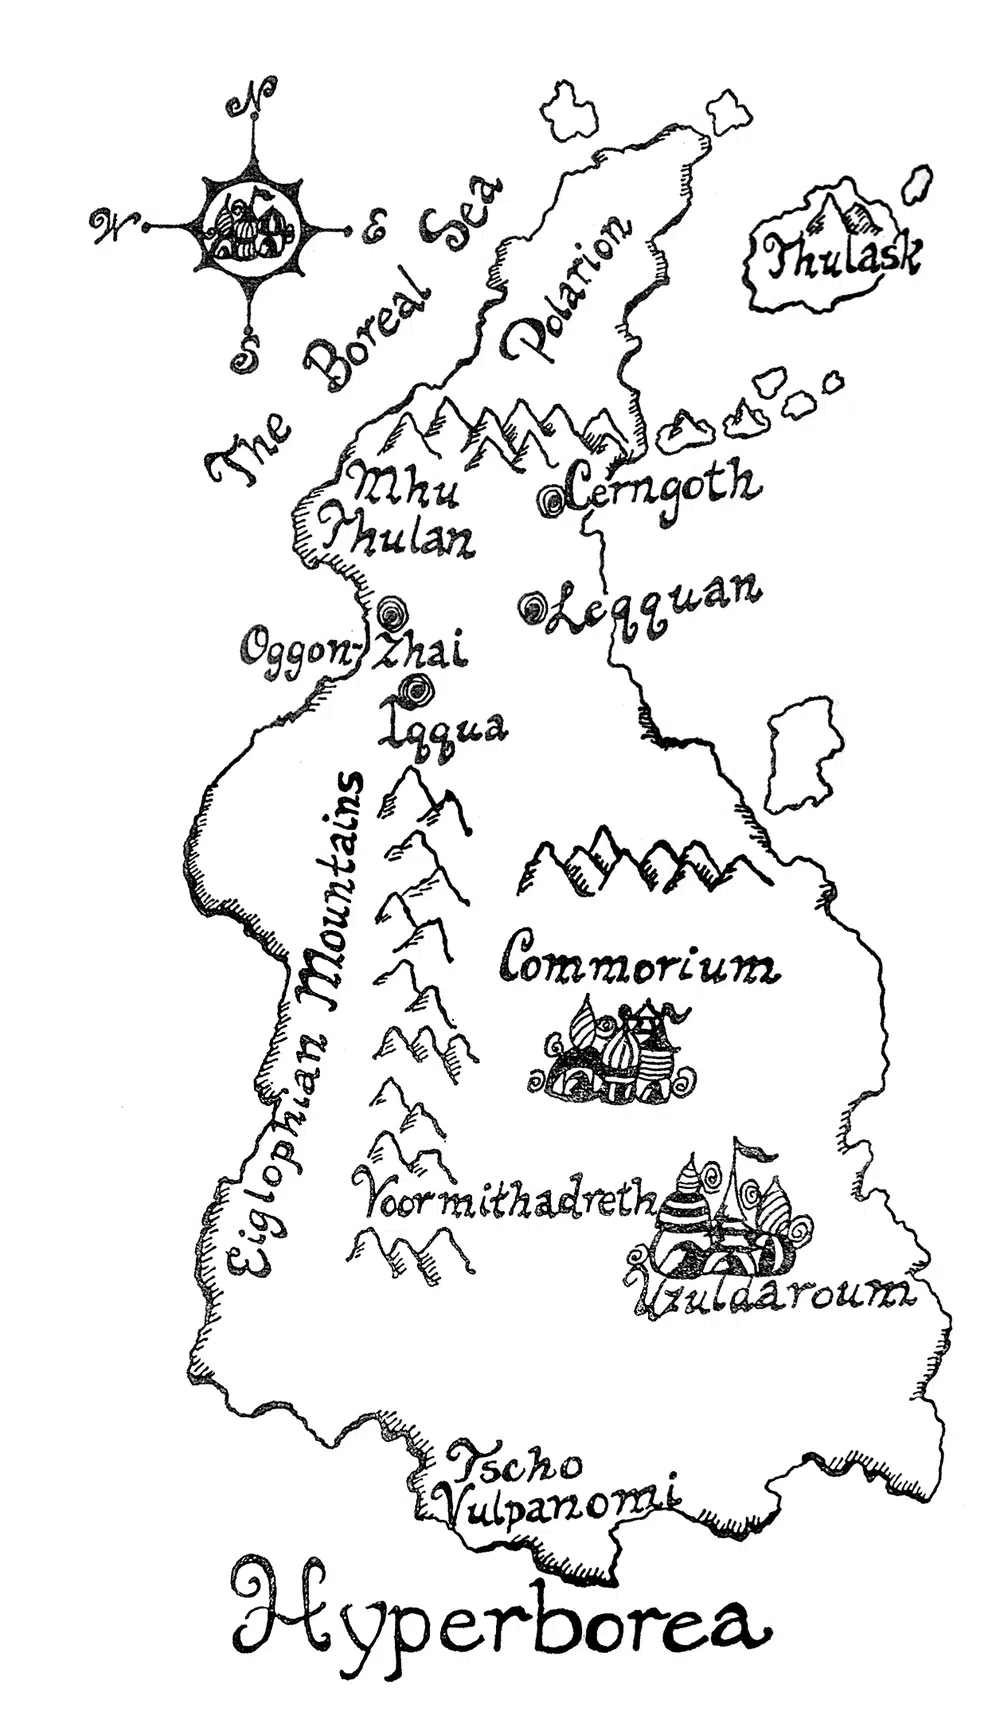 N
W
E
S
The Boreal Sea
Polarion
Thulask
Mhu
Thulan
Cerngoth
Leqquan
Oggon-Zhai
Iqqua
Eiglophian Mountains
Commorium
Voormithadreth
Uzuldaroum
Tscho
Vulpanomi
Hyperborea